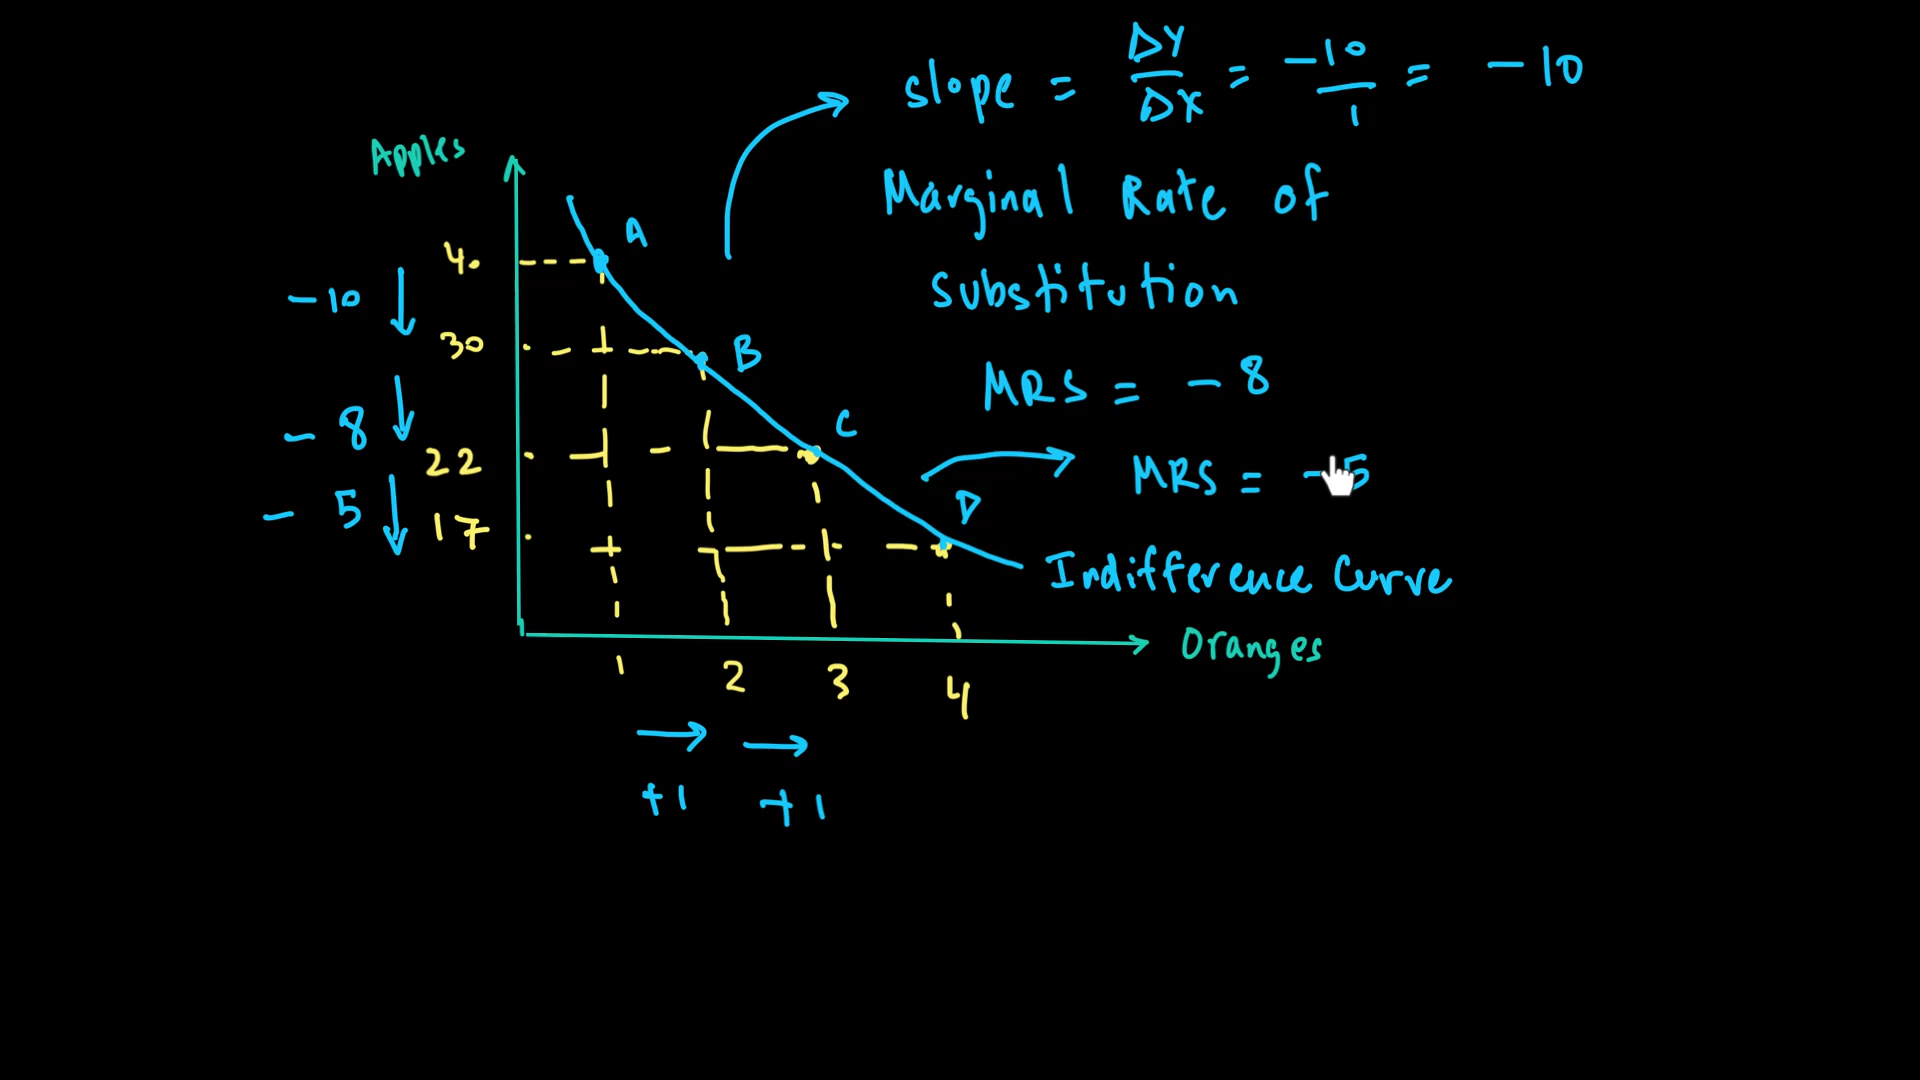 slope = ΔY/ΔX = -10/1 = -10
Marginal Rate of
Substitution
MRS = -8
MRS = -5
Indifference Curve
Apples
A
B
C
D
40
30
22
17
-10
-8
-5
Oranges
1 2 3 4
+1 +1